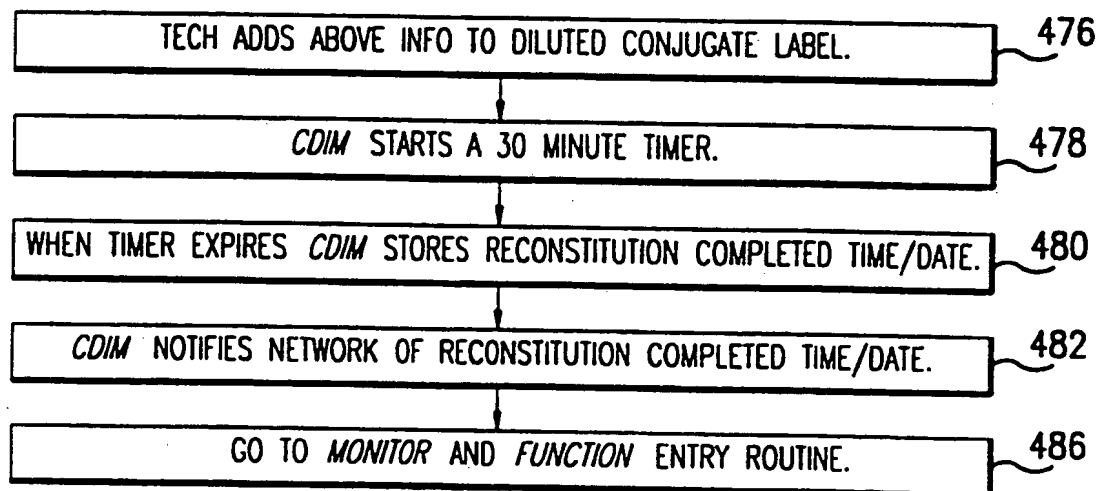 TECH ADDS ABOVE INFO TO DILUTED CONJUGATE LABEL. 476
CDIM STARTS A 30 MINUTE TIMER. 478
WHEN TIMER EXPIRES CDIM STORES RECONSTITUTION COMPLETED TIME/DATE. 480
CDIM NOTIFIES NETWORK OF RECONSTITUTION COMPLETED TIME/DATE. 482
GO TO MONITOR AND FUNCTION ENTRY ROUTINE. 486